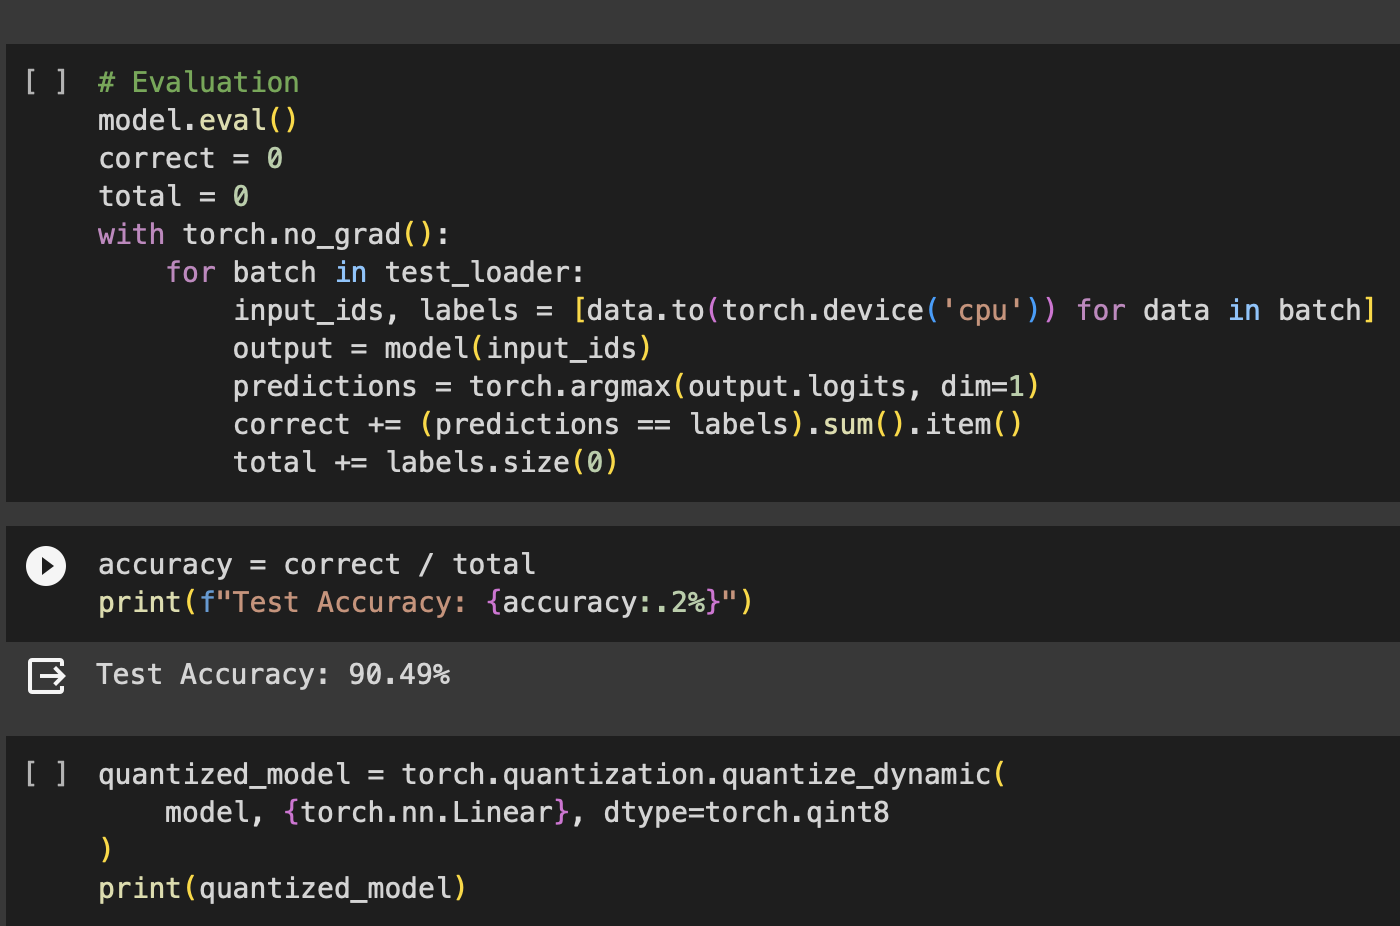 [ ] # Evaluation
model.eval()
correct = 0
total = 0
with torch.no_grad():
    for batch in test_loader:
        input_ids, labels = [data.to(torch.device('cpu')) for data in batch]
        output = model(input_ids)
        predictions = torch.argmax(output.logits, dim=1)
        correct += (predictions == labels).sum().item()
        total += labels.size(0)
accuracy = correct / total
print(f"Test Accuracy: {accuracy:.2%}")
Test Accuracy: 90.49%
[ ] quantized_model = torch.quantization.quantize_dynamic(
    model, {torch.nn.Linear}, dtype=torch.qint8
)
print(quantized_model)